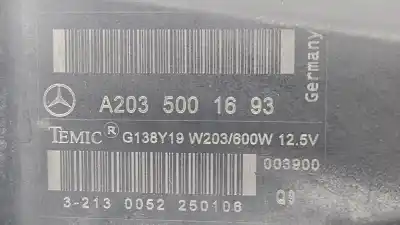 A203 500 16 93
Germany
TEMIC® G138Y19 W203/600W 12.5V
003900
Q9
3-213 0052 250106